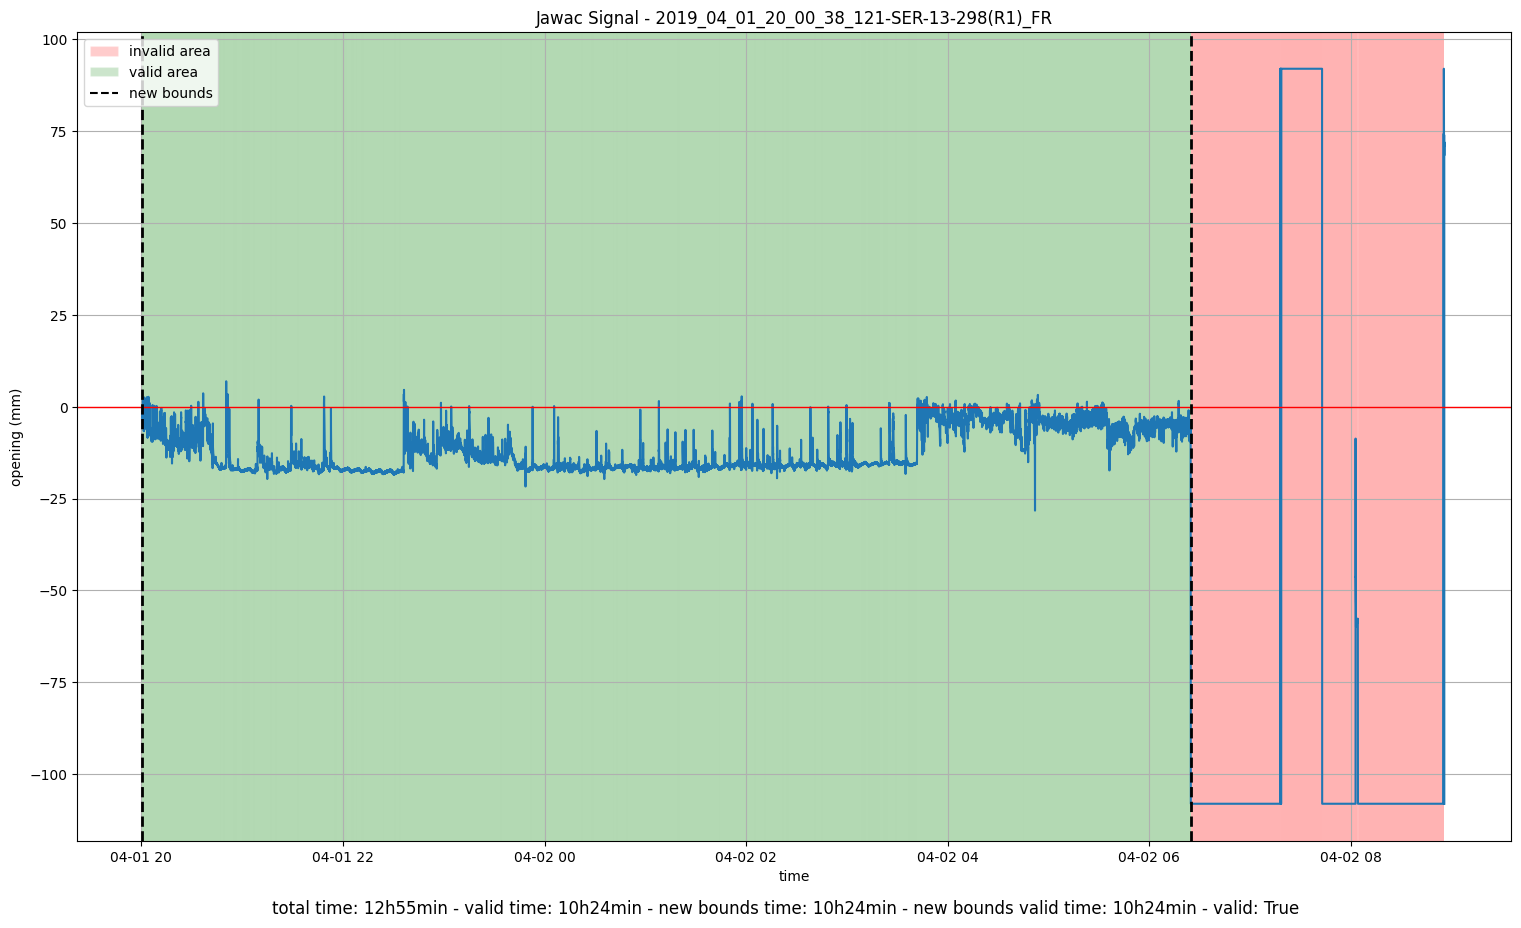 Jawac Signal - 2019_04_01_20_00_38_121-SER-13-298(R1)_FR
invalid area
valid area
new bounds
100
75
50
25
0
−25
−50
−75
−100
opening (mm)
04-01 20
04-01 22
04-02 00
04-02 02
04-02 04
04-02 06
04-02 08
time
total time: 12h55min - valid time: 10h24min - new bounds time: 10h24min - new bounds valid time: 10h24min - valid: True